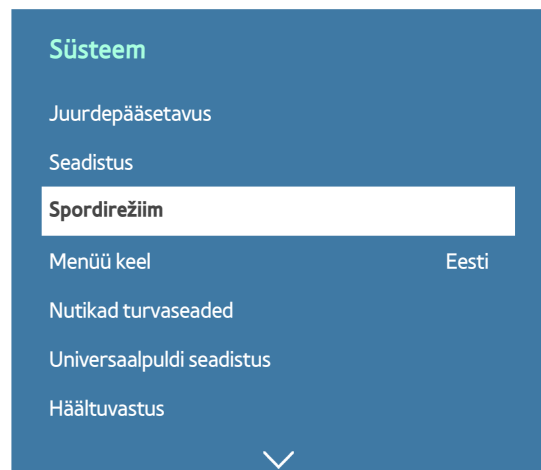 Süsteem
Juurdepääsetavus
Seadistus
Spordirežiim
Menüü keel Eesti
Nutikad turvaseaded
Universaalpuldi seadistus
Häältuvastus